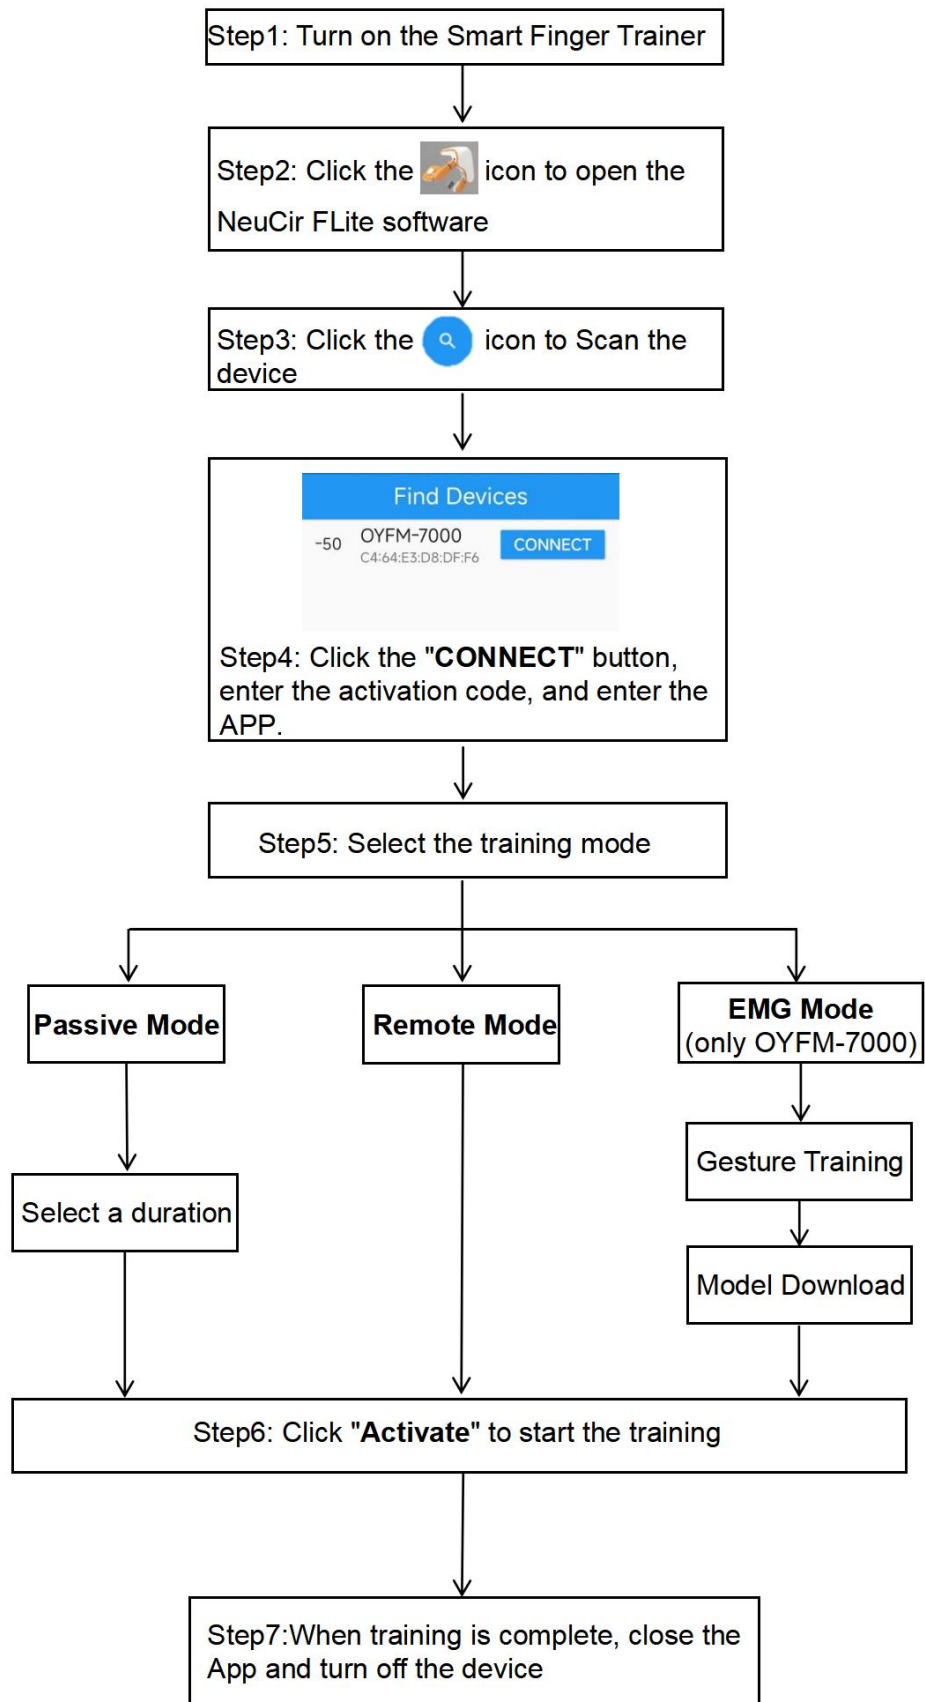 Step1: Turn on the Smart Finger Trainer
Step2: Click the icon to open the
NeuCir FLite software
Step3: Click the icon to Scan the
device
Find Devices
-50 OYFM-7000 CONNECT
C4:64:E3:D8:DF:F6
Step4: Click the "CONNECT" button,
enter the activation code, and enter the
APP.
Step5: Select the training mode
Passive Mode
Remote Mode
EMG Mode
(only OYFM-7000)
Gesture Training
Select a duration
Model Download
Step6: Click "Activate" to start the training
Step7:When training is complete, close the
App and turn off the device